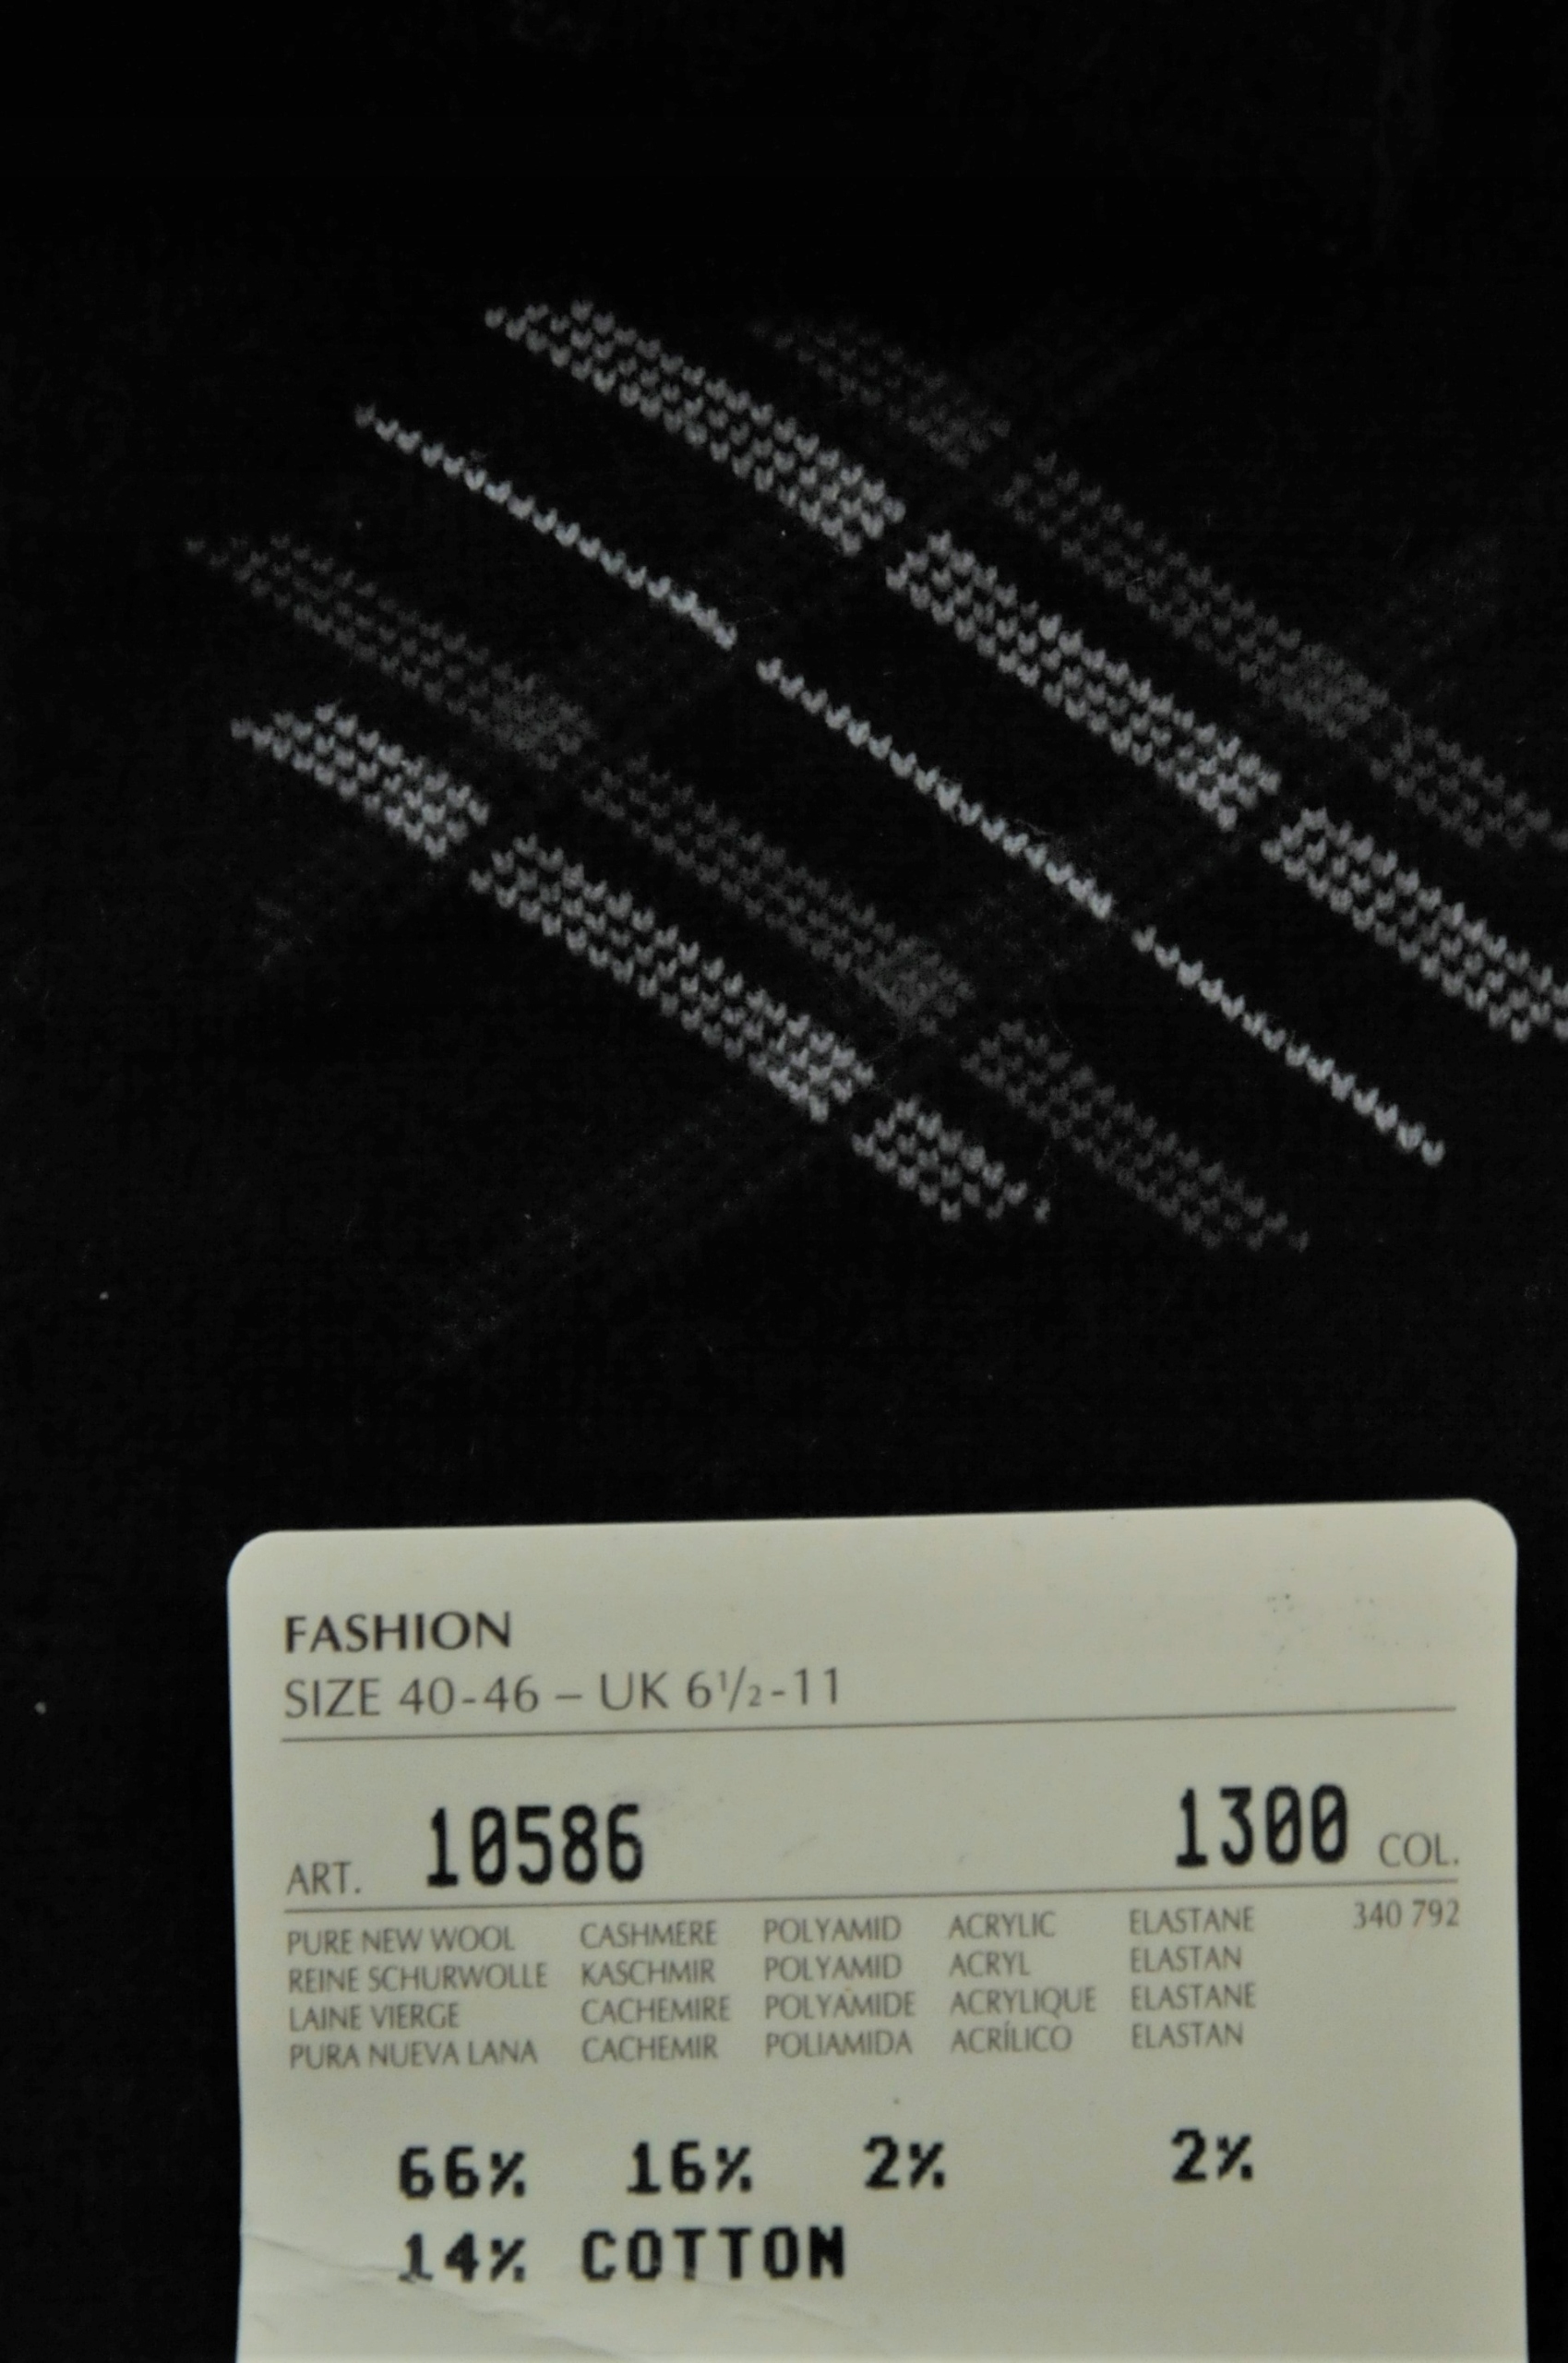 FASHION
SIZE 40-46 – UK 6½-11
ART. 10586 1300 COL.
PURE NEW WOOL CASHMERE POLYAMID ACRYLIC ELASTANE 340 792
REINE SCHURWOLLE KASCHMIR POLYAMID ACRYL ELASTAN
LAINE VIERGE CACHEMIRE POLYAMIDE ACRYLIQUE ELASTANE
PURA NUEVA LANA CACHEMIR POLIAMIDA ACRÍLICO ELASTAN
66% 16% 2% 2%
14% COTTON